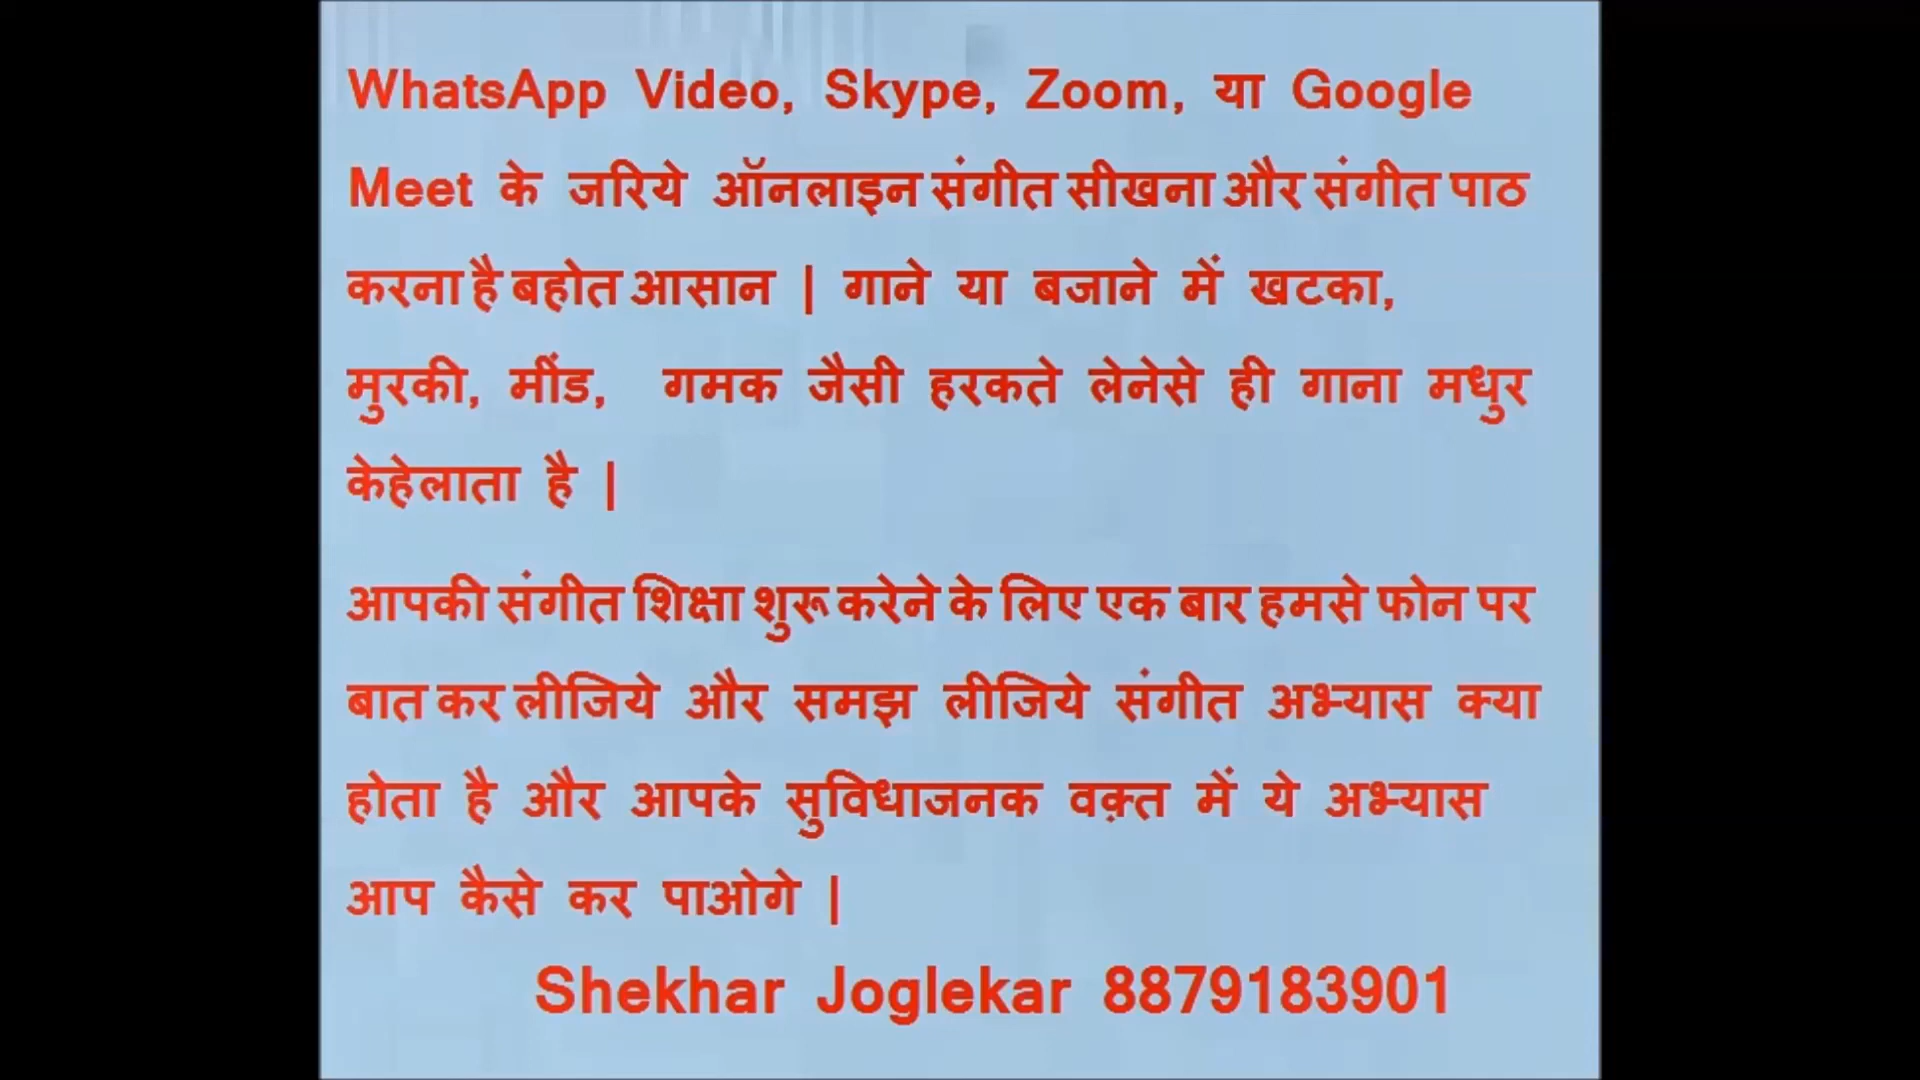 WhatsApp Video, Skype, Zoom, या Google
Meet के जरिये ऑनलाइन संगीत सीखना और संगीत पाठ
करना है बहोत आसान | गाने या बजाने में खटका,
मुरकी, मींड, गमक जैसी हरकते लेनेसे ही गाना मधुर
केहेलाता है |
आपकी संगीत शिक्षा शुरू करेने के लिए एक बार हमसे फोन पर
बात कर लीजिये और समझ लीजिये संगीत अभ्यास क्या
होता है और आपके सुविधाजनक वक़्त में ये अभ्यास
आप कैसे कर पाओगे |
Shekhar Joglekar 8879183901